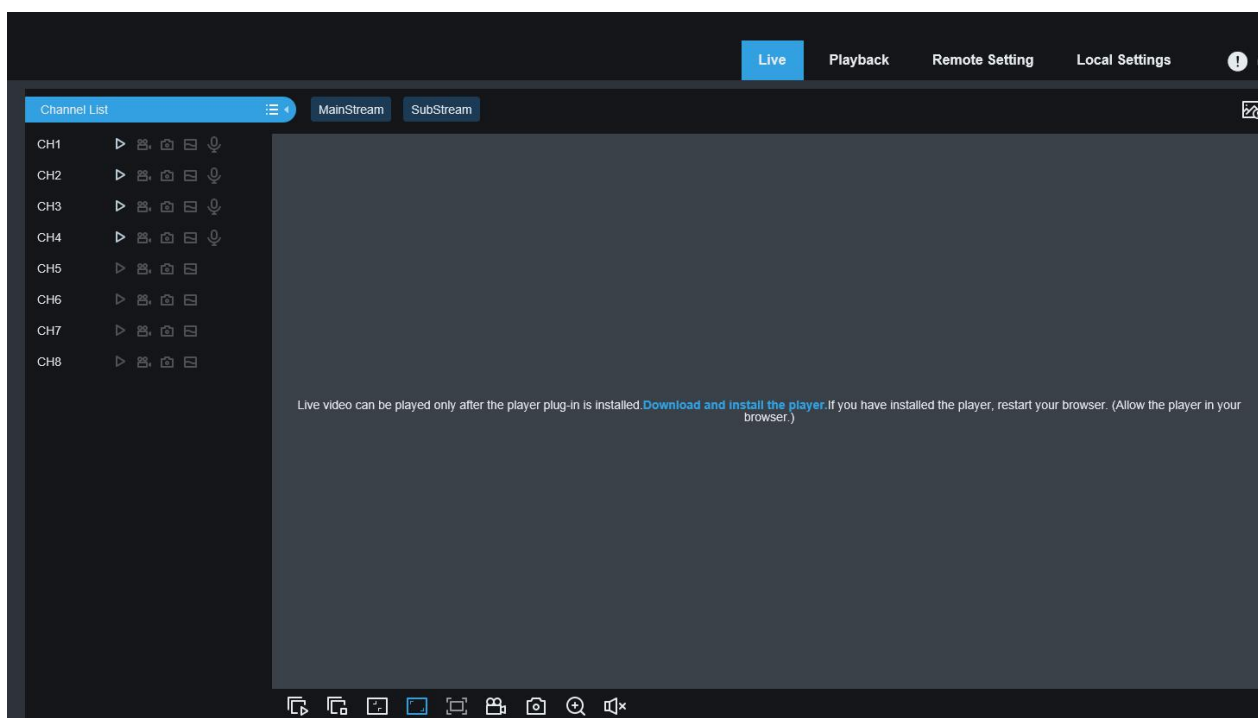 Live Playback Remote Setting Local Settings
Channel List MainStream SubStream
CH1
CH2
CH3
CH4
CH5
CH6
CH7
CH8
Live video can be played only after the player plug-in is installed.Download and install the player.If you have installed the player, restart your browser. (Allow the player in your
browser.)